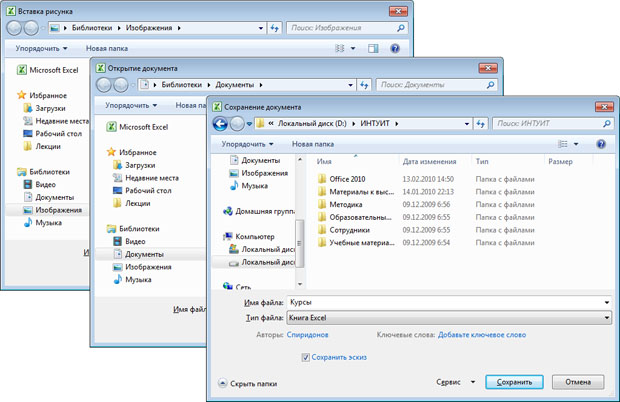 Вставка рисунка
Библиотеки
Изображения
Поиск: Изображения
Упорядочить
Новая папка
Microsoft Excel
Избранное
Загрузки
Недавние места
Рабочий стол
Лекции
Библиотеки
Видео
Документы
Изображения
Музыка
Открытие документа
Библиотеки
Документы
Поиск: Документы
Упорядочить
Новая пап
Microsoft Excel
Избранное
Загрузки
Недавние места
Рабочий стол
Лекции
Библиотеки
Видео
Документы
Изображения
Музыка
Имя файл
Сохранение документа
« Локальный диск (D:)
ИНТУИТ
Поиск: ИНТУИТ
Упорядочить
Новая папка
Документы
Изображения
Музыка
Домашняя группа
Компьютер
Локальный диск
Локальный диск
Сеть
Имя Дата изменения Тип Размер
Office 2010 13.02.2010 14:50 Папка с файлами
Материалы к выс... 14.01.2010 22:13 Папка с файлами
Методика 09.12.2009 6:56 Папка с файлами
Образовательны... 09.12.2009 6:55 Папка с файлами
Сотрудники 09.12.2009 6:55 Папка с файлами
Учебные материа... 09.12.2009 6:54 Папка с файлами
Имя файла: Курсы
Тип файла: Книга Excel
Авторы: Спиридонов Ключевые слова: Добавьте ключевое слово
Сохранить эскиз
Скрыть папки Сервис Сохранить Отмена